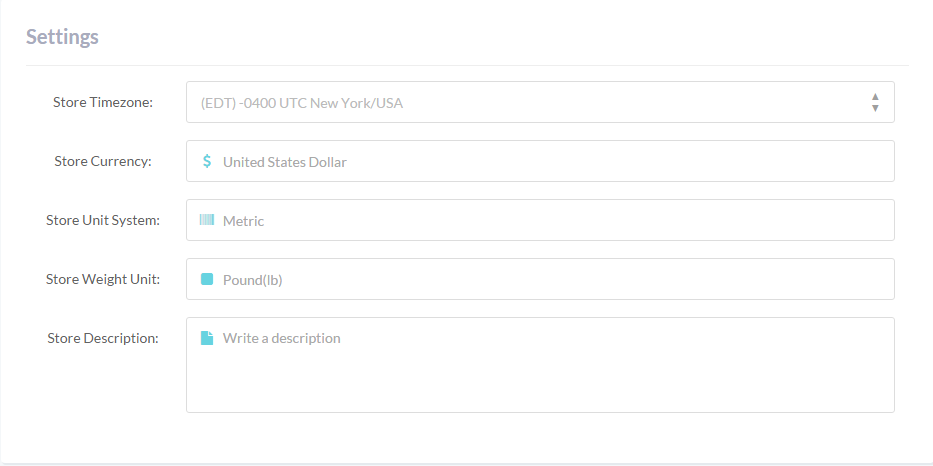 Settings
Store Timezone:
(EDT) -0400 UTC New York/USA
Store Currency:
$ United States Dollar
Store Unit System:
Metric
Store Weight Unit:
Pound(lb)
Store Description:
Write a description